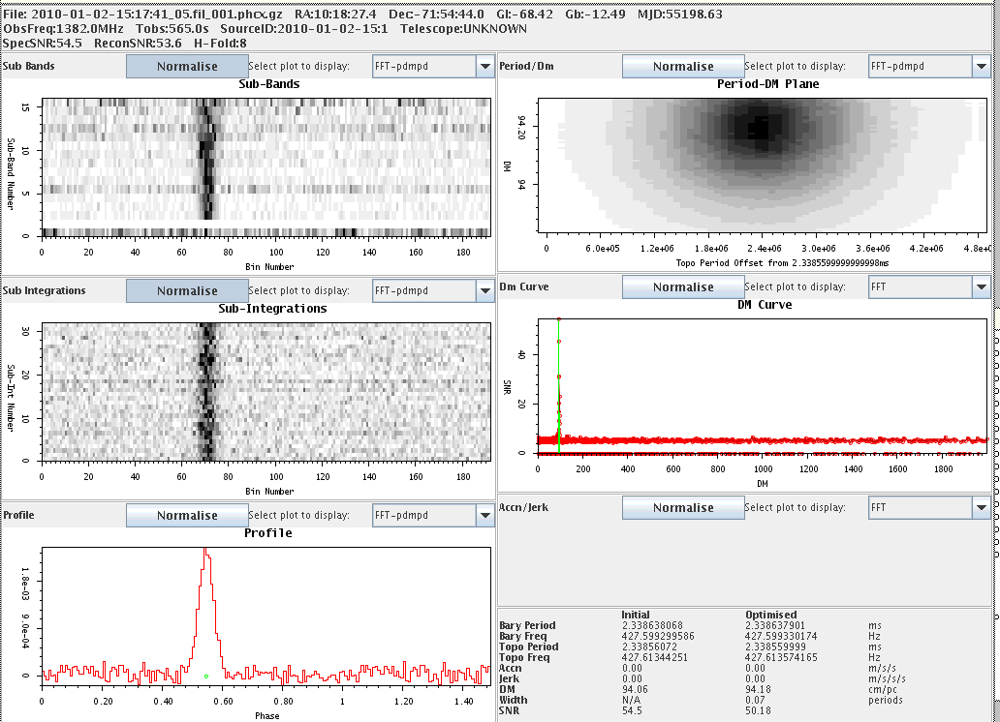 File: 2010-01-02-15:17:41_05.fil_001.phcx.gz RA:10:18:27.4 Dec:-71:54:44.0 Gl:-68.42 Gb:-12.49 MJD:55198.63
ObsFreq:1382.0MHz Tobs:565.0s SourceID:2010-01-02-15:1 Telescope:UNKNOWN
SpecSNR:54.5 ReconSNR:53.6 H-Fold:8
Sub Bands Normalise Select plot to display: FFT-pdmpd
Sub-Bands
Sub-Band Number
15
10
5
0
0 20 40 60 80 100 120 140 160 180
Bin Number
Period/Dm Normalise Select plot to display: FFT-pdmpd
Period-DM Plane
DM
94.20
94
0 6.0e+05 1.2e+06 1.8e+06 2.4e+06 3.0e+06 3.6e+06 4.2e+06 4.8e+0
Topo Period Offset from 2.3385599999999998ms
Sub Integrations Normalise Select plot to display: FFT-pdmpd
Sub-Integrations
Sub-Int Number
30
20
10
0
0 20 40 60 80 100 120 140 160 180
Bin Number
Dm Curve Normalise Select plot to display: FFT
DM Curve
SNR
40
20
0
0 200 400 600 800 1000 1200 1400 1600 1800
DM
Profile Normalise Select plot to display: FFT-pdmpd
Profile
1.8e-03
9.0e-04
0
0 0.20 0.40 0.60 0.80 1 1.20 1.40
Phase
Accn/Jerk Normalise Select plot to display: FFT
Initial Optimised
Bary Period 2.338638068 2.338637901 ms
Bary Freq 427.599299586 427.599330174 Hz
Topo Period 2.33856072 2.338559999 ms
Topo Freq 427.61344251 427.613574165 Hz
Accn 0.00 0.00 m/s/s
Jerk 0.00 0.00 m/s/s/s
DM 94.06 94.18 cm/pc
Width N/A 0.07 periods
SNR 54.5 50.18